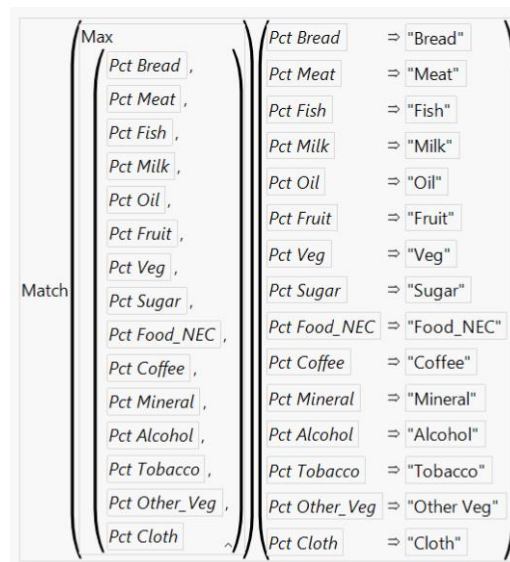 Max
Pct Bread ,
Pct Meat ,
Pct Fish ,
Pct Milk ,
Pct Oil ,
Pct Fruit ,
Pct Veg ,
Pct Sugar ,
Pct Food_NEC ,
Pct Coffee ,
Pct Mineral ,
Pct Alcohol ,
Pct Tobacco ,
Pct Other_Veg ,
Pct Cloth
Match
Pct Bread ⇒ "Bread"
Pct Meat ⇒ "Meat"
Pct Fish ⇒ "Fish"
Pct Milk ⇒ "Milk"
Pct Oil ⇒ "Oil"
Pct Fruit ⇒ "Fruit"
Pct Veg ⇒ "Veg"
Pct Sugar ⇒ "Sugar"
Pct Food_NEC ⇒ "Food_NEC"
Pct Coffee ⇒ "Coffee"
Pct Mineral ⇒ "Mineral"
Pct Alcohol ⇒ "Alcohol"
Pct Tobacco ⇒ "Tobacco"
Pct Other_Veg ⇒ "Other Veg"
Pct Cloth ⇒ "Cloth"